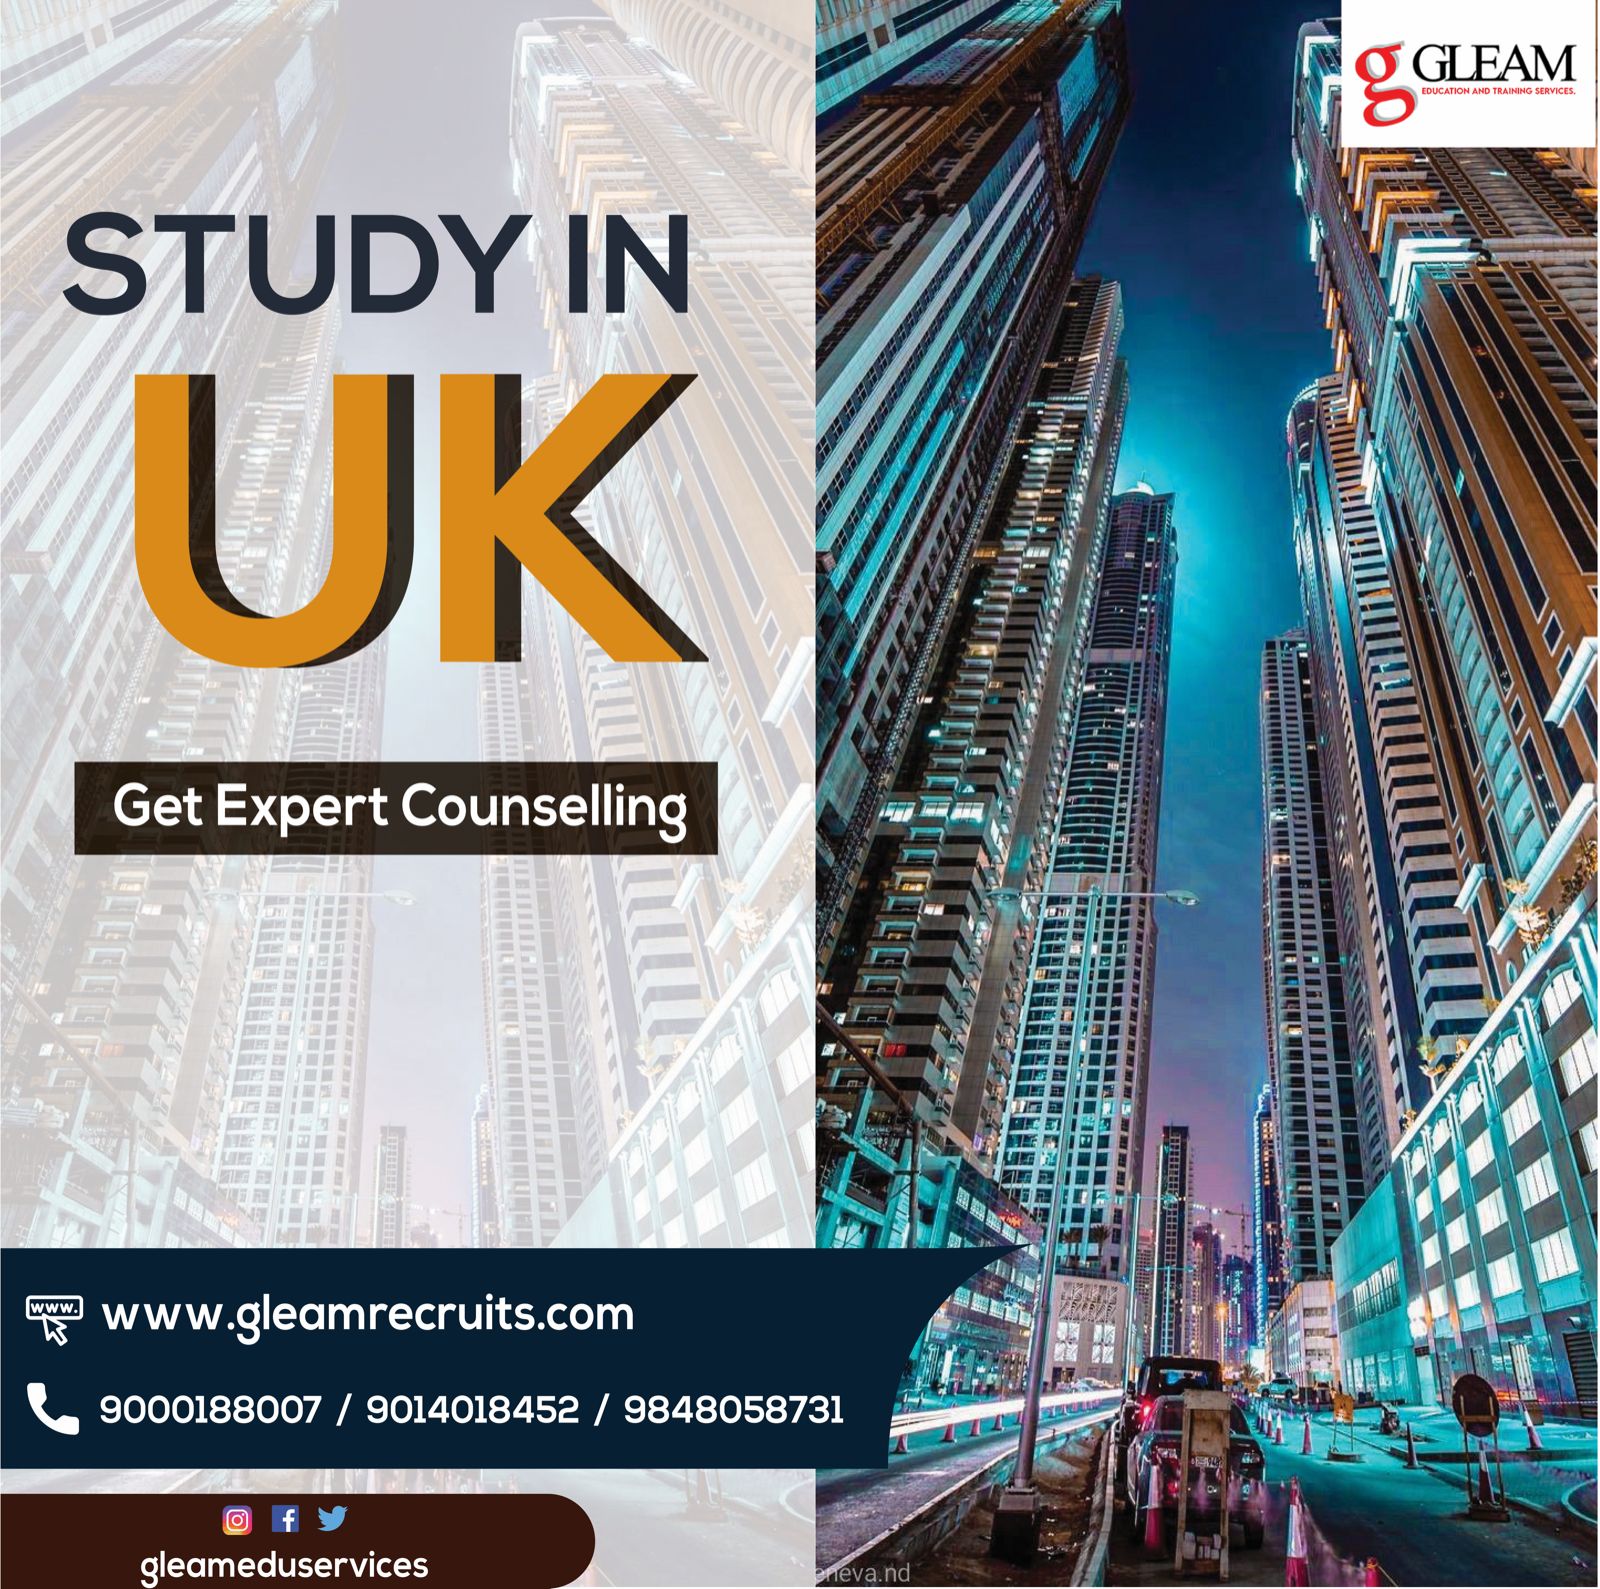 g GLEAM
EDUCATION AND TRAINING SERVICES.
STUDY IN
UK
Get Expert Counselling
www.
www.gleamrecruits.com
9000188007 / 9014018452 / 9848058731
gleameduservices